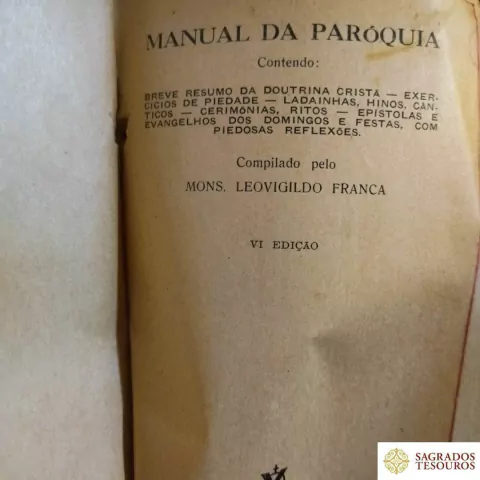 MANUAL DA PARÓQUIA
Contendo:
BREVE RESUMO DA DOUTRINA CRISTÃ — EXER-
CÍCIOS DE PIEDADE — LADAINHAS, HINOS, CÂN-
TICOS — CERIMÔNIAS, RITOS — EPISTOLAS E
EVANGELHOS DOS DOMINGOS E FESTAS, COM
PIEDOSAS REFLEXÕES.
Compilado pelo
MONS. LEOVIGILDO FRANCA
VI EDIÇÃO
SAGRADOS
TESOUROS